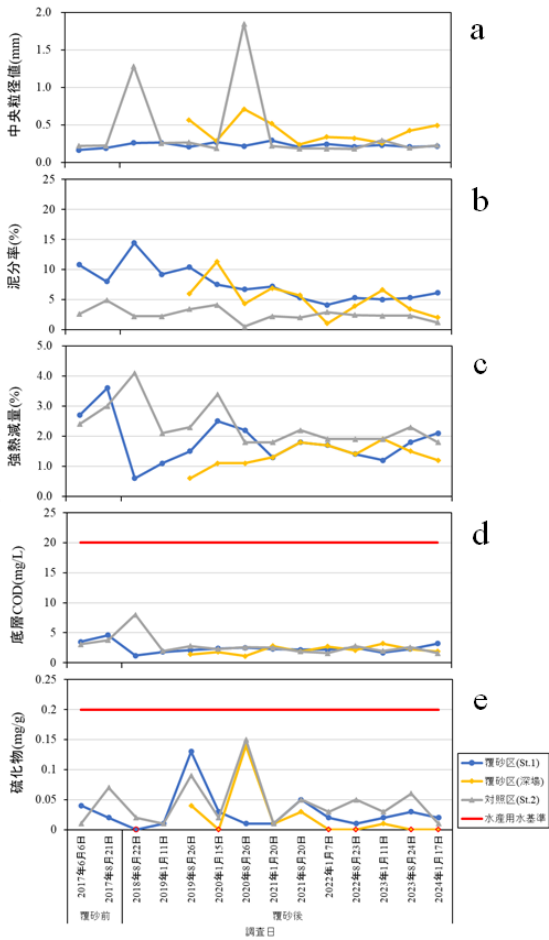 a
中央粒径値(mm)
2.0
1.5
1.0
0.5
0.0
b
泥分率(%)
25
20
15
10
5
0
c
強熱減量(%)
5.0
4.0
3.0
2.0
1.0
0.0
d
底層COD(mg/L)
25
20
15
10
5
0
e
硫化物(mg/g)
0.25
0.2
0.15
0.1
0.05
0
覆砂区(St.1)
覆砂区(深場)
対照区(St.2)
水産用水基準
2017年6月6日
2017年8月21日
2018年8月22日
2019年1月11日
2019年8月26日
2020年1月15日
2020年8月26日
2021年1月20日
2021年8月20日
2022年1月7日
2022年8月23日
2023年1月11日
2023年8月24日
2024年1月17日
覆砂前
覆砂後
調査日